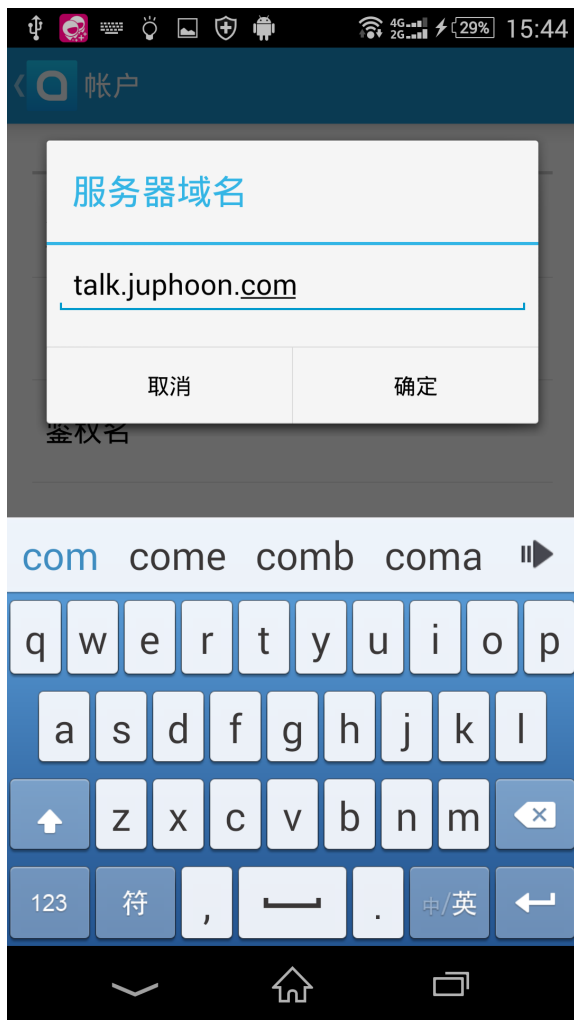 4G
2G
29%
15:44
帐户
服务器域名
talk.juphoon.com
取消
确定
鉴权名
com come comb coma
q w e r t y u i o p
a s d f g h j k l
z x c v b n m
123 符 , . 中/英